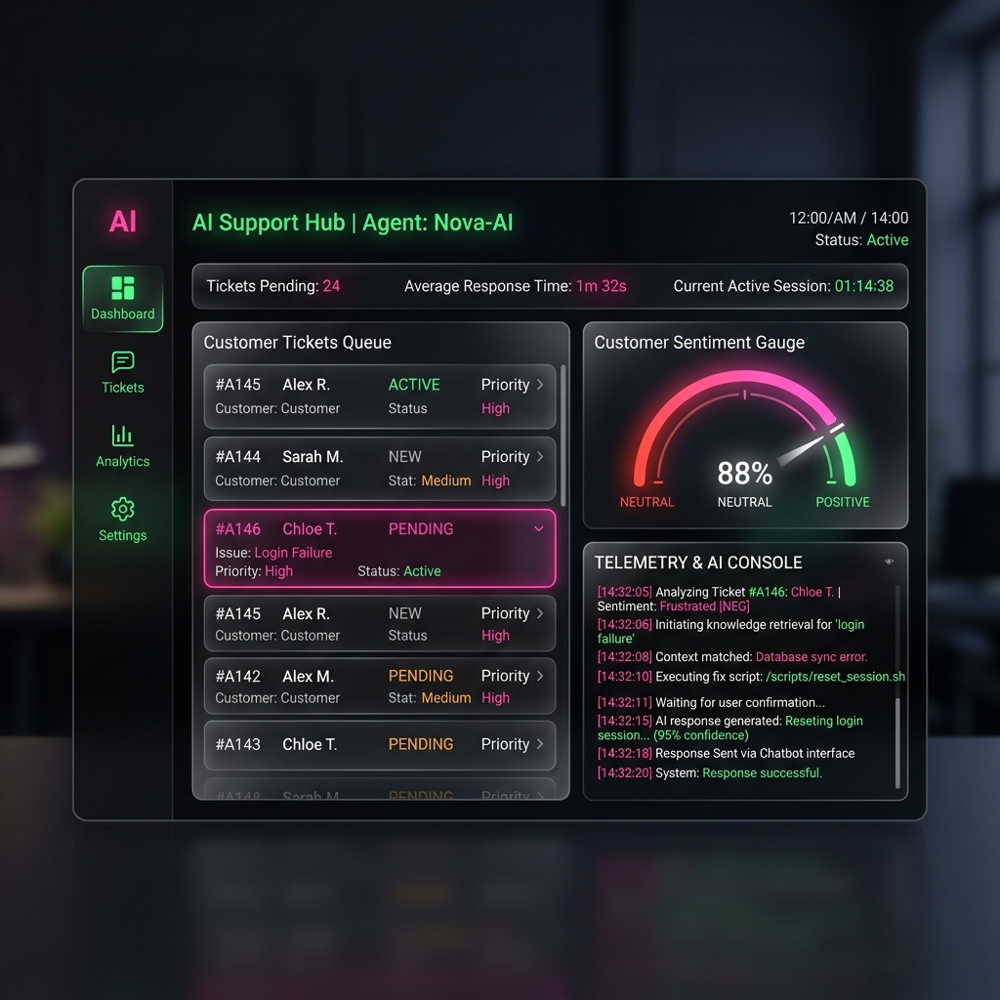 AI
AI Support Hub | Agent: Nova-AI
12:00/AM / 14:00
Status: Active
Dashboard
Tickets
Analytics
Settings
Tickets Pending: 24
Average Response Time: 1m 32s
Current Active Session: 01:14:38
Customer Tickets Queue
#A145 Alex R. ACTIVE Priority
Customer: Customer Status High
#A144 Sarah M. NEW Priority
Customer: Customer Stat: Medium High
#A146 Chloe T. PENDING
Issue: Login Failure
Priority: High Status: Active
#A145 Alex R. NEW Priority
Customer: Customer Status High
#A142 Alex M. PENDING Priority
Customer: Customer Stat: Medium High
#A143 Chloe T. PENDING Priority
Sarah M. PENDING Priority
Customer Sentiment Gauge
88%
NEUTRAL NEUTRAL POSITIVE
TELEMETRY & AI CONSOLE
[14:32:05] Analyzing Ticket #A146: Chloe T. |
Sentiment: Frustrated [NEG]
[14:32:06] Initiating knowledge retrieval for 'login
failure'
[14:32:08] Context matched: Database sync error.
[14:32:10] Executing fix script: /scripts/reset_session.sh
[14:32:11] Waiting for user confirmation...
[14:32:15] AI response generated: Reseting login
session... (95% confidence)
[14:32:18] Response Sent via Chatbot interface
[14:32:20] System: Response successful.